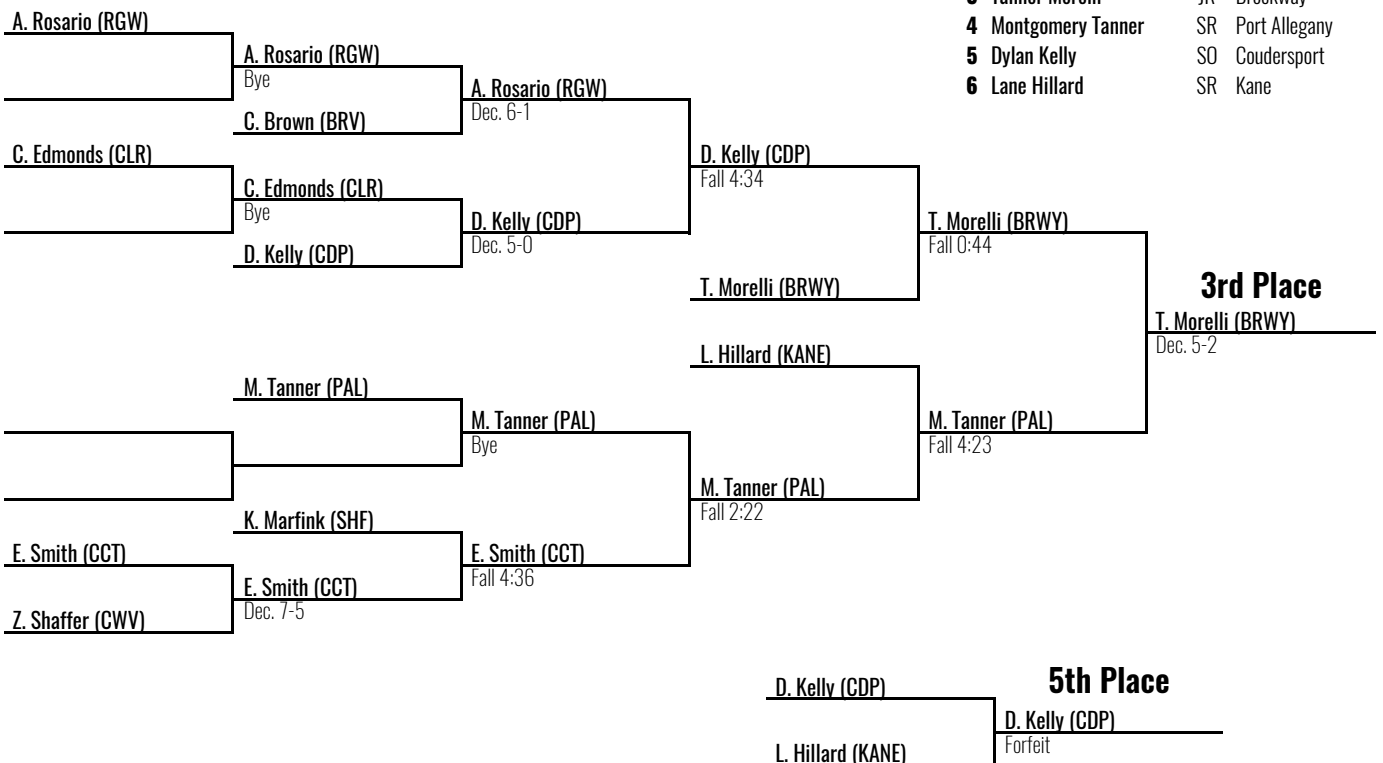 A. Rosario (RGW)
A. Rosario (RGW)
Bye
A. Rosario (RGW)
Dec. 6-1
C. Brown (BRV)
C. Edmonds (CLR)
C. Edmonds (CLR)
Bye
D. Kelly (CDP)
D. Kelly (CDP)
Dec. 5-0
D. Kelly (CDP)
Fall 4:34
T. Morelli (BRWY)
T. Morelli (BRWY)
Fall 0:44
3rd Place
T. Morelli (BRWY)
Dec. 5-2
L. Hillard (KANE)
M. Tanner (PAL)
M. Tanner (PAL)
Bye
M. Tanner (PAL)
Fall 4:23
M. Tanner (PAL)
Fall 2:22
K. Marfink (SHF)
E. Smith (CCT)
E. Smith (CCT)
Fall 4:36
E. Smith (CCT)
Dec. 7-5
Z. Shaffer (CWV)
5th Place
D. Kelly (CDP)
D. Kelly (CDP)
Forfeit
L. Hillard (KANE)
3 Tanner Morelli JR Brockway
4 Montgomery Tanner SR Port Allegany
5 Dylan Kelly SO Coudersport
6 Lane Hillard SR Kane